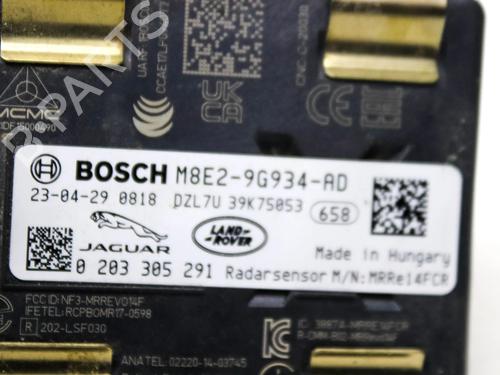 B PARTS
UK
CA
MCMC
BOSCH M8E2-9G934-AD
23-04-29 0818 DZL7U 39K75053 658
JAGUAR LAND-ROVER Made in Hungary
0 203 305 291 Radarsensor M/N:MRRe14FCR
FCC ID: NF3-MRREVO14F
IFETEL: RCPBOMR17-0598
R 202-LSF030
ANATEL: 02220-14-03745